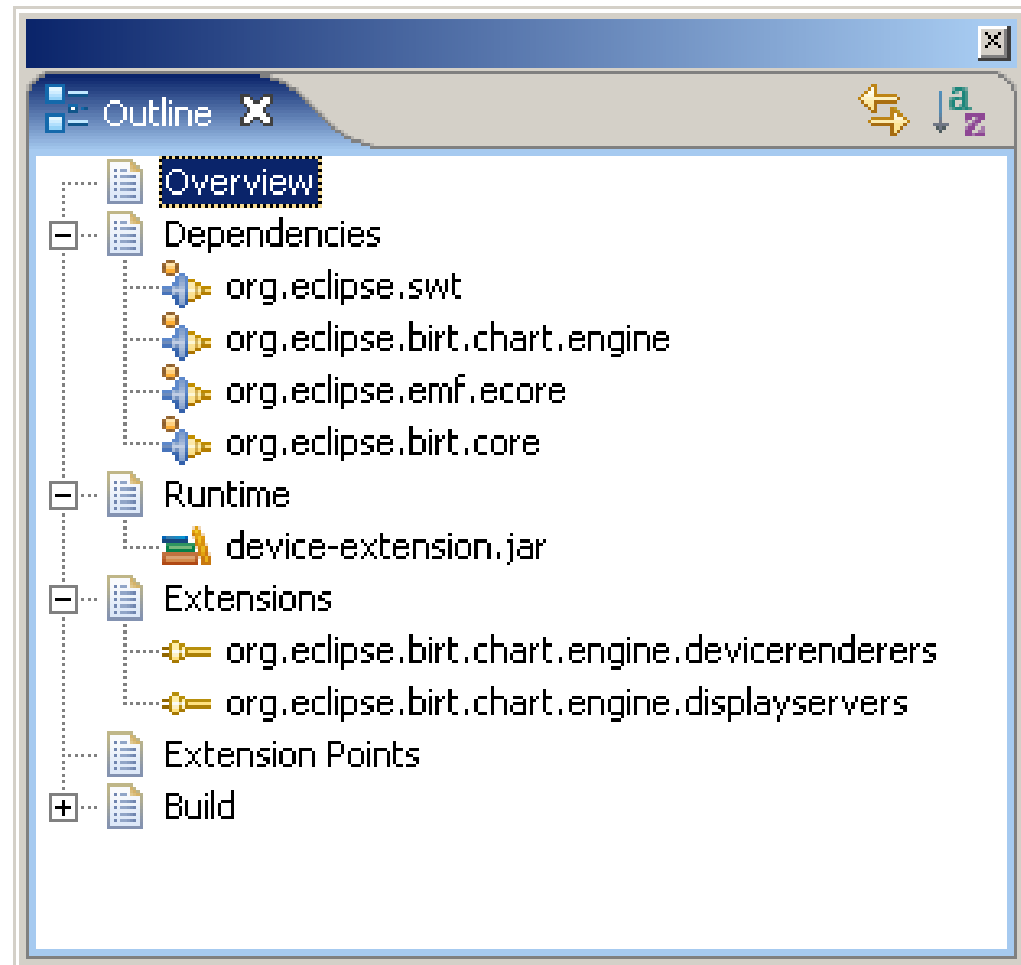 Outline
Overview
Dependencies
org.eclipse.swt
org.eclipse.birt.chart.engine
org.eclipse.emf.ecore
org.eclipse.birt.core
Runtime
device-extension.jar
Extensions
org.eclipse.birt.chart.engine.devicerenderers
org.eclipse.birt.chart.engine.displayservers
Extension Points
Build